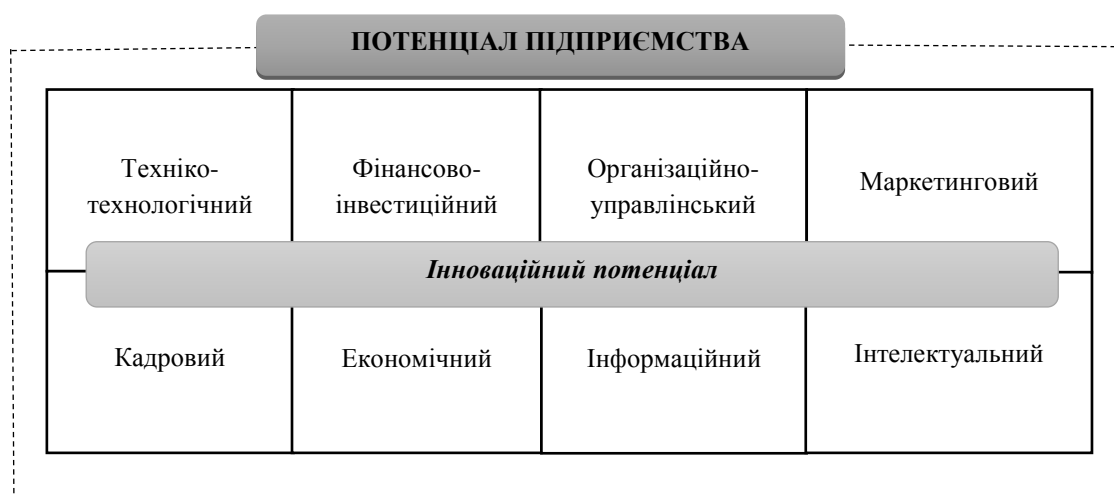 ПОТЕНЦІАЛ ПІДПРИЄМСТВА
Техніко-
технологічний
Фінансово-
інвестиційний
Організаційно-
управлінський
Маркетинговий
Інноваційний потенціал
Кадровий
Економічний
Інформаційний
Інтелектуальний